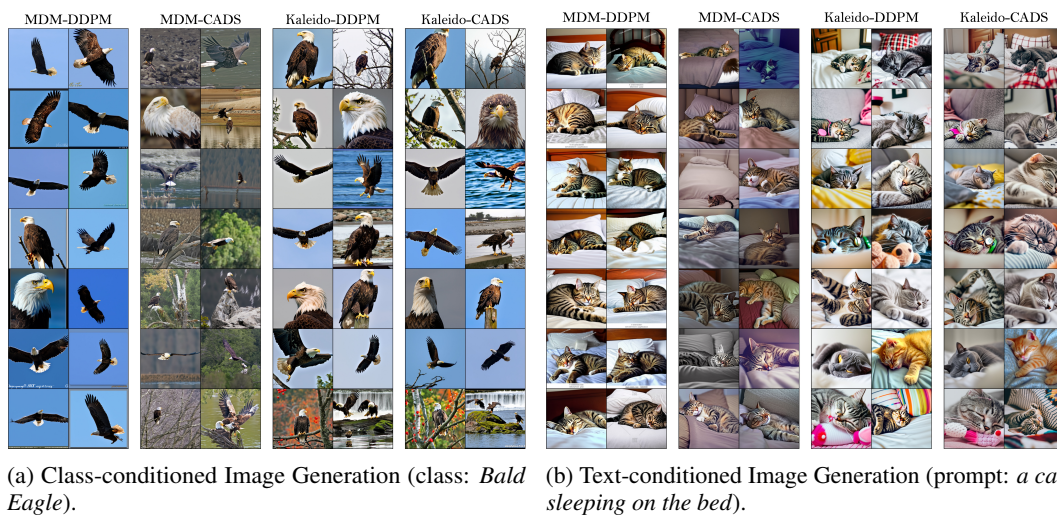 MDM-DDPM MDM-CADS Kaleido-DDPM Kaleido-CADS MDM-DDPM MDM-CADS Kaleido-DDPM Kaleido-CADS
(a) Class-conditioned Image Generation (class: Bald
Eagle).
(b) Text-conditioned Image Generation (prompt: a ca
sleeping on the bed).